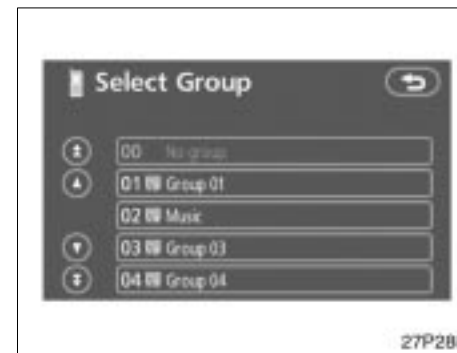 Select Group
00 No group
01 Group 01
02 Music
03 Group 03
04 Group 04
27P28